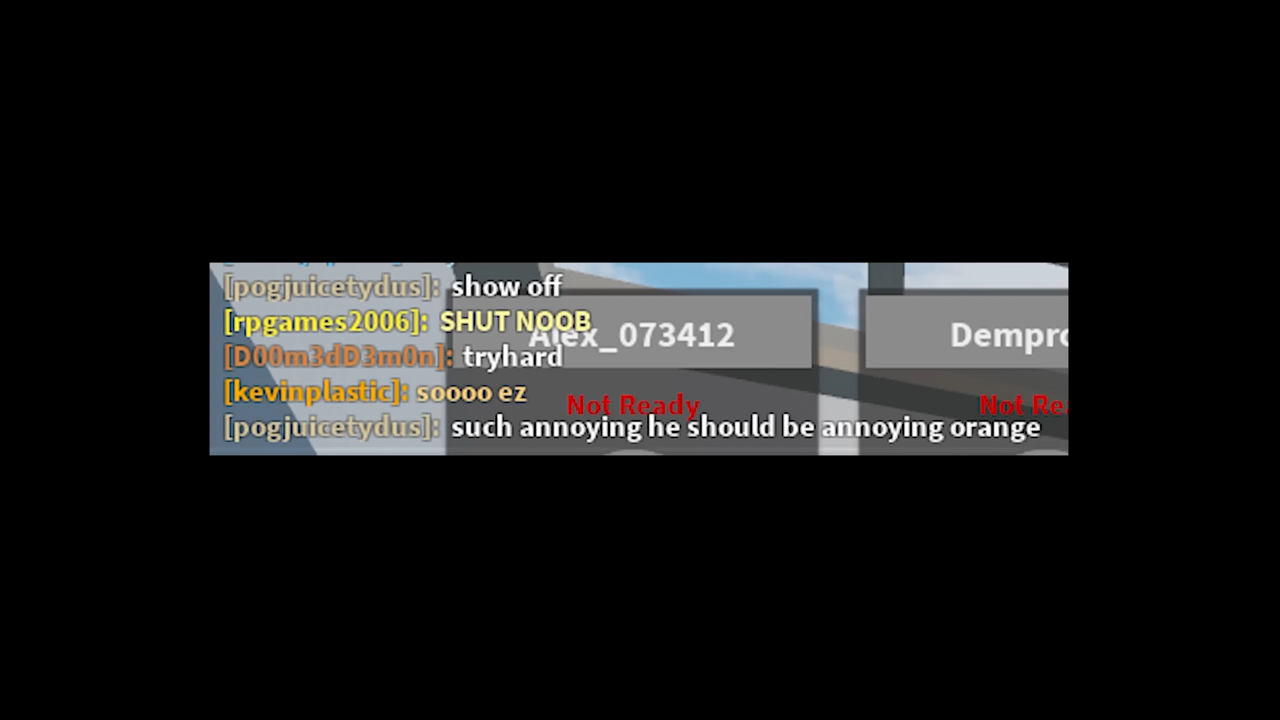 [pogjuicetydus]: show off
[rpgames2006]: SHUT NOOB
Alex_073412
Dempro
[D00m3dD3m0n]: tryhard
[kevinplastic]: soooo ez
Not Ready
Not Rea
[pogjuicetydus]: such annoying he should be annoying orange